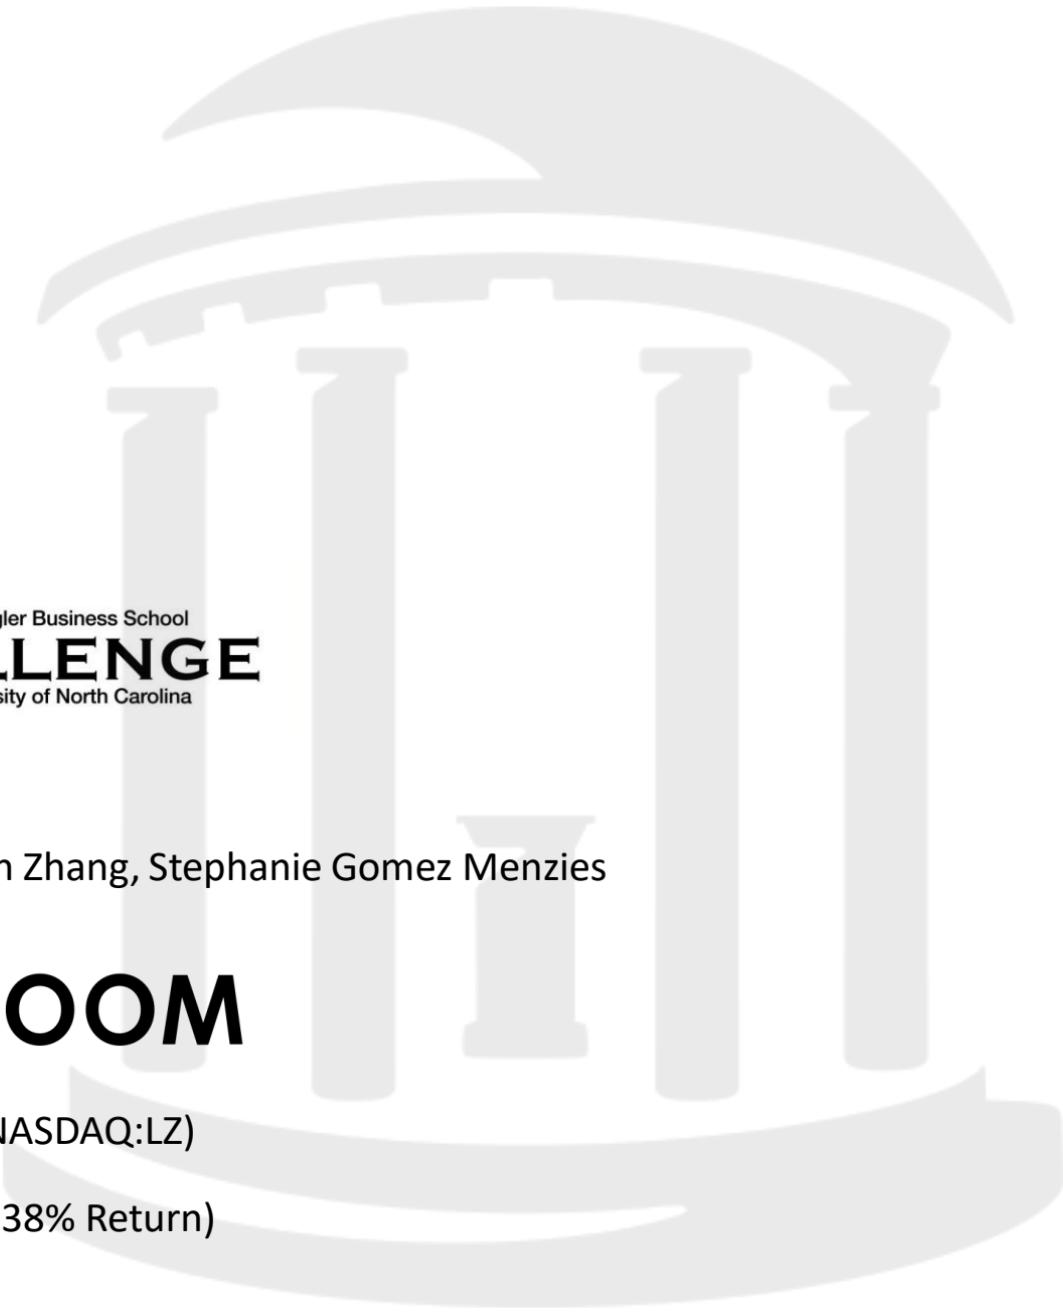 gler Business School
LLENGE
sity of North Carolina
n Zhang, Stephanie Gomez Menzies
OOM
NASDAQ:LZ)
38% Return)